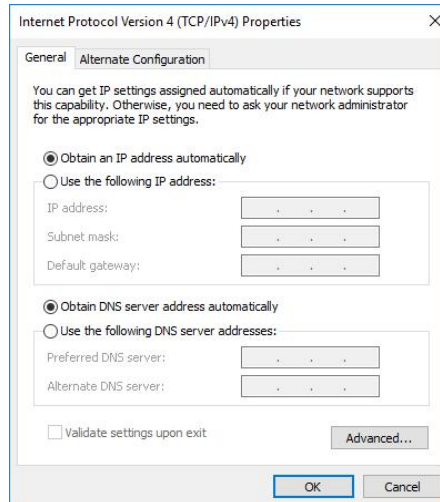 Internet Protocol Version 4 (TCP/IPv4) Properties
General
Alternate Configuration
You can get IP settings assigned automatically if your network supports
this capability. Otherwise, you need to ask your network administrator
for the appropriate IP settings.
Obtain an IP address automatically
Use the following IP address:
IP address:
Subnet mask:
Default gateway:
Obtain DNS server address automatically
Use the following DNS server addresses:
Preferred DNS server:
Alternate DNS server:
Validate settings upon exit
Advanced...
OK
Cancel